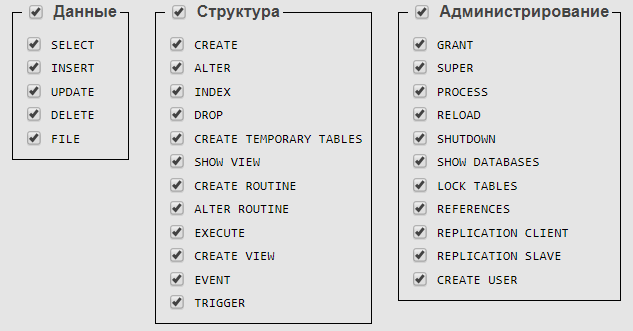 Данные
SELECT
INSERT
UPDATE
DELETE
FILE
Структура
CREATE
ALTER
INDEX
DROP
CREATE TEMPORARY TABLES
SHOW VIEW
CREATE ROUTINE
ALTER ROUTINE
EXECUTE
CREATE VIEW
EVENT
TRIGGER
Администрирование
GRANT
SUPER
PROCESS
RELOAD
SHUTDOWN
SHOW DATABASES
LOCK TABLES
REFERENCES
REPLICATION CLIENT
REPLICATION SLAVE
CREATE USER